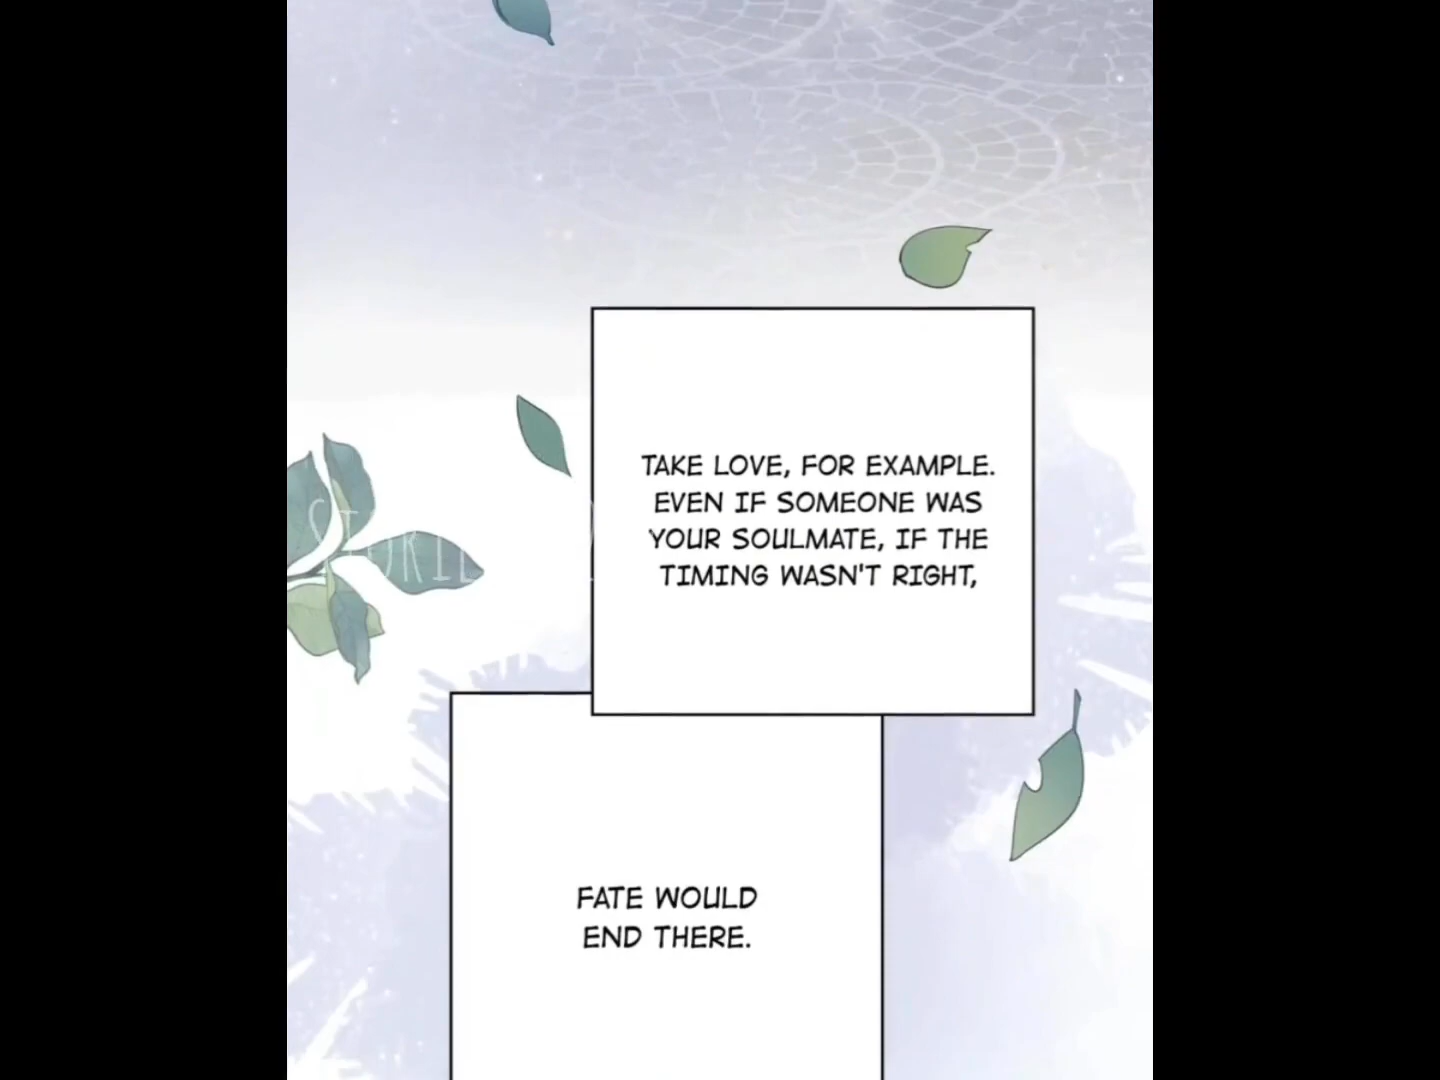 TAKE LOVE, FOR EXAMPLE.
EVEN IF SOMEONE WAS
YOUR SOULMATE, IF THE
TIMING WASN'T RIGHT,
FATE WOULD
END THERE.